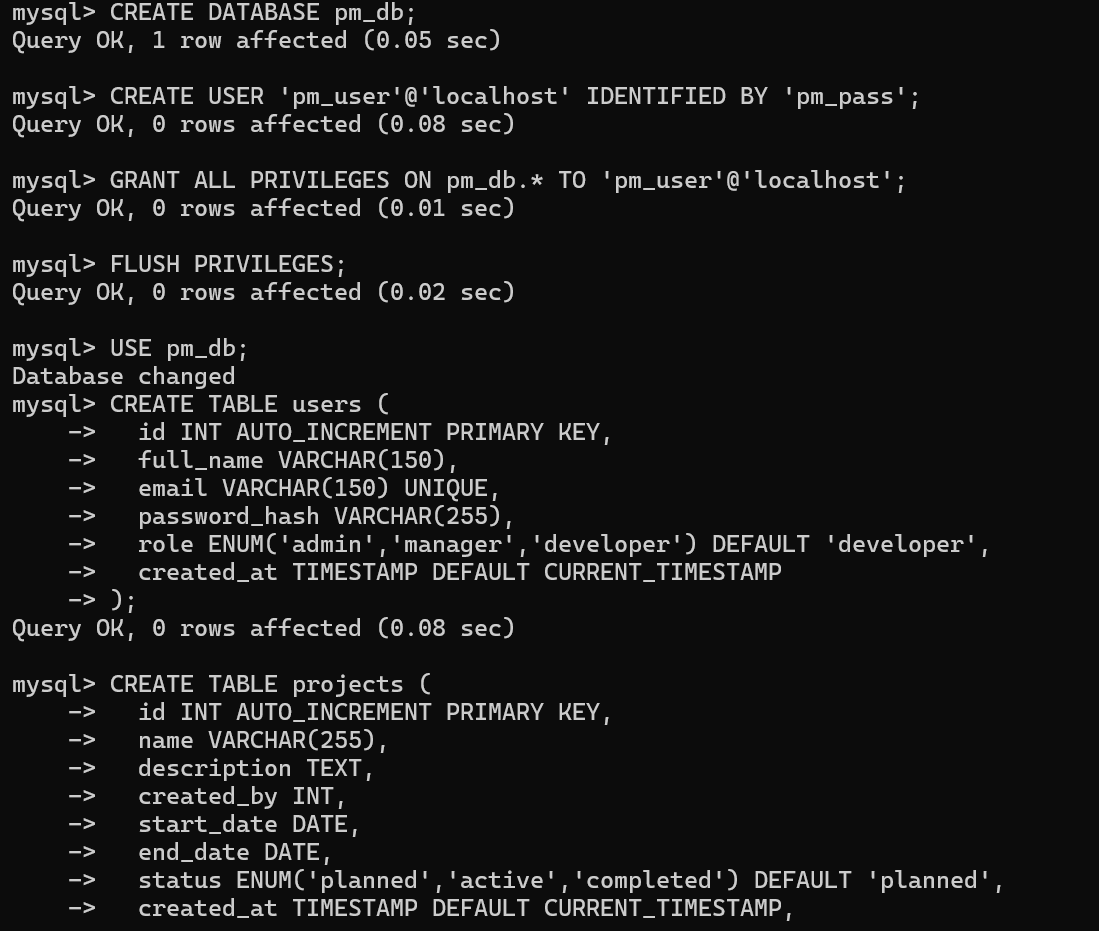 mysql> CREATE DATABASE pm_db;
Query OK, 1 row affected (0.05 sec)
mysql> CREATE USER 'pm_user'@'localhost' IDENTIFIED BY 'pm_pass';
Query OK, 0 rows affected (0.08 sec)
mysql> GRANT ALL PRIVILEGES ON pm_db.* TO 'pm_user'@'localhost';
Query OK, 0 rows affected (0.01 sec)
mysql> FLUSH PRIVILEGES;
Query OK, 0 rows affected (0.02 sec)
mysql> USE pm_db;
Database changed
mysql> CREATE TABLE users (
    ->   id INT AUTO_INCREMENT PRIMARY KEY,
    ->   full_name VARCHAR(150),
    ->   email VARCHAR(150) UNIQUE,
    ->   password_hash VARCHAR(255),
    ->   role ENUM('admin','manager','developer') DEFAULT 'developer',
    ->   created_at TIMESTAMP DEFAULT CURRENT_TIMESTAMP
    -> );
Query OK, 0 rows affected (0.08 sec)
mysql> CREATE TABLE projects (
    ->   id INT AUTO_INCREMENT PRIMARY KEY,
    ->   name VARCHAR(255),
    ->   description TEXT,
    ->   created_by INT,
    ->   start_date DATE,
    ->   end_date DATE,
    ->   status ENUM('planned','active','completed') DEFAULT 'planned',
    ->   created_at TIMESTAMP DEFAULT CURRENT_TIMESTAMP,